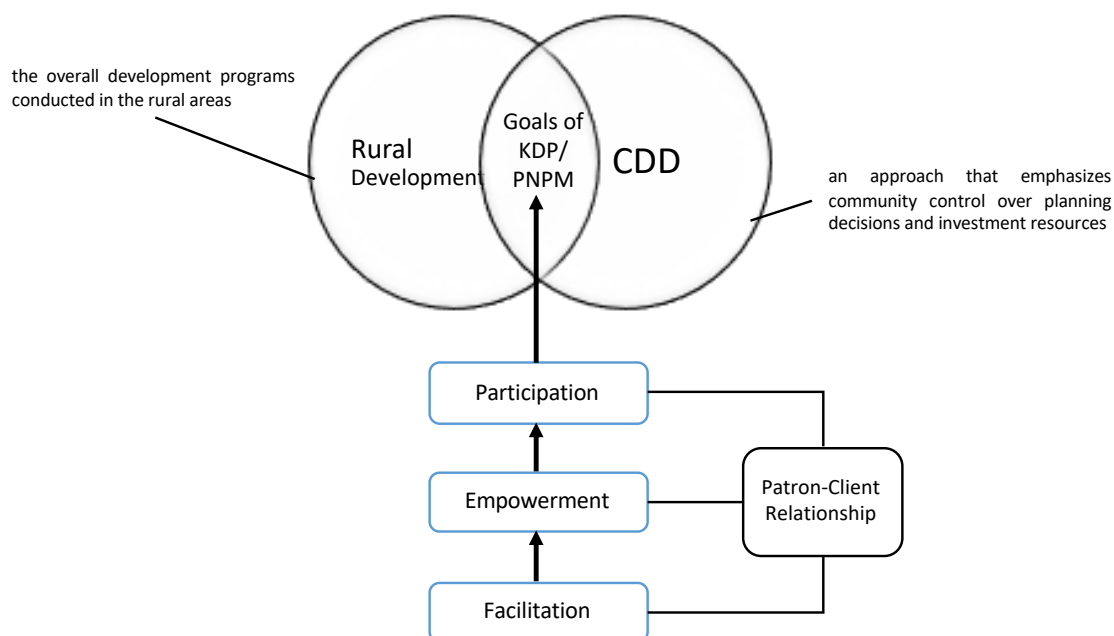 the overall development programs
conducted in the rural areas
Rural
Development
Goals of
KDP/
PNPM
CDD
an approach that emphasizes
community control over planning
decisions and investment resources
Participation
Empowerment
Patron-Client
Relationship
Facilitation